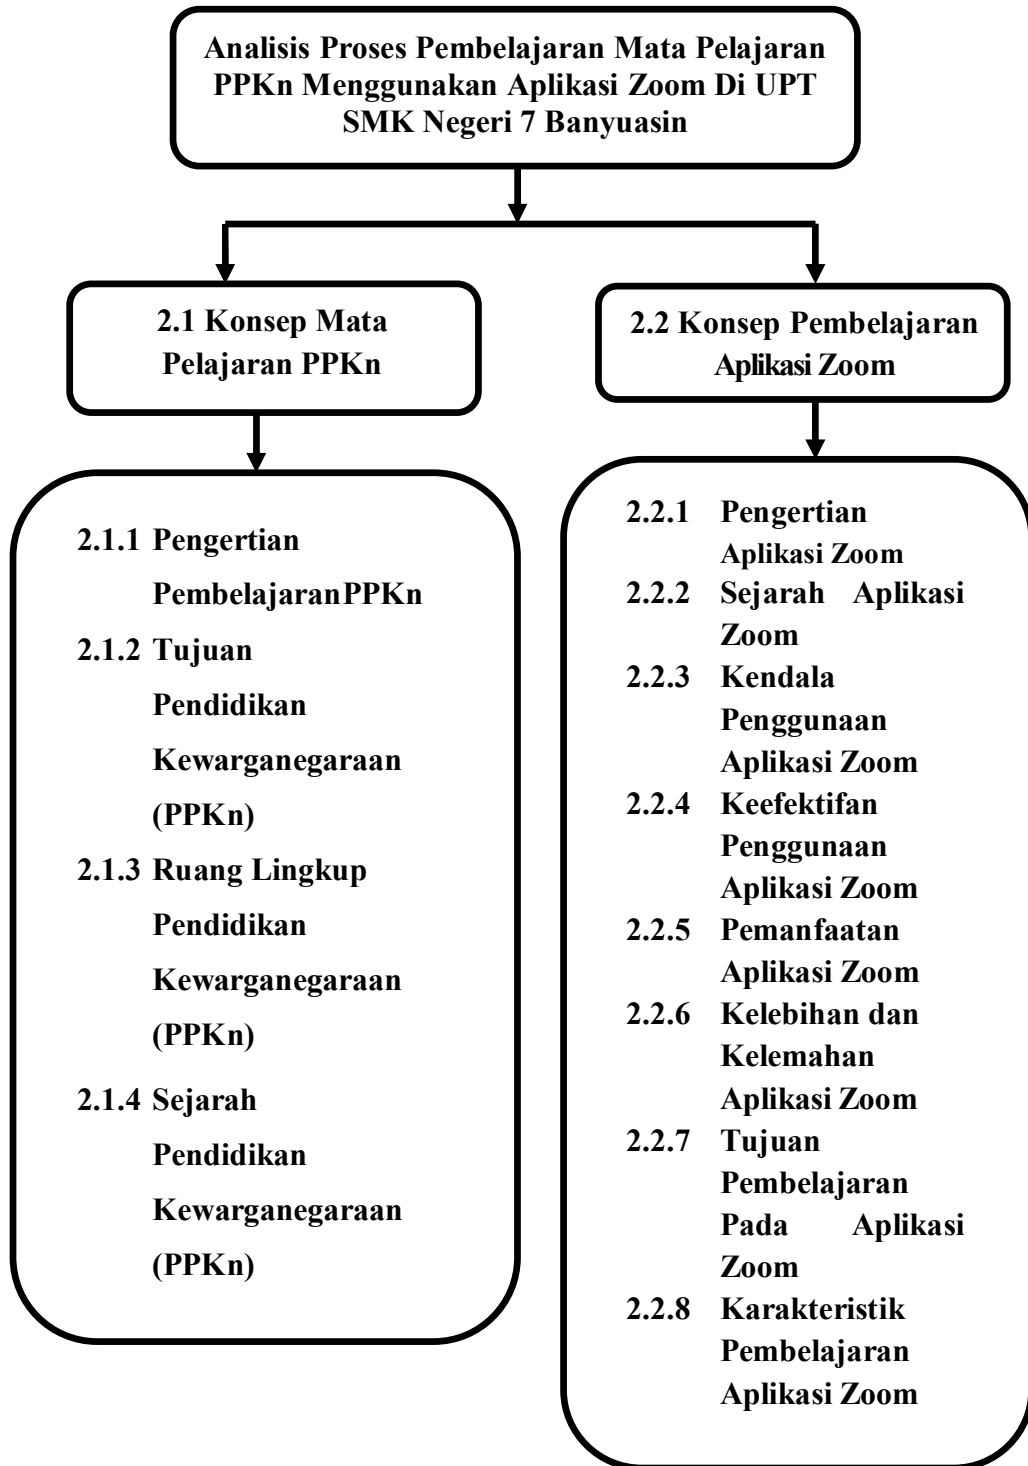 Analisis Proses Pembelajaran Mata Pelajaran
PPKn Menggunakan Aplikasi Zoom Di UPT
SMK Negeri 7 Banyuasin
2.1 Konsep Mata
Pelajaran PPKn
2.2 Konsep Pembelajaran
Aplikasi Zoom
2.1.1 Pengertian
PembelajaranPPKn
2.1.2 Tujuan
Pendidikan
Kewarganegaraan
(PPKn)
2.1.3 Ruang Lingkup
Pendidikan
Kewarganegaraan
(PPKn)
2.1.4 Sejarah
Pendidikan
Kewarganegaraan
(PPKn)
2.2.1 Pengertian
Aplikasi Zoom
2.2.2 Sejarah Aplikasi
Zoom
2.2.3 Kendala
Penggunaan
Aplikasi Zoom
2.2.4 Keefektifan
Penggunaan
Aplikasi Zoom
2.2.5 Pemanfaatan
Aplikasi Zoom
2.2.6 Kelebihan dan
Kelemahan
Aplikasi Zoom
2.2.7 Tujuan
Pembelajaran
Pada Aplikasi
Zoom
2.2.8 Karakteristik
Pembelajaran
Aplikasi Zoom